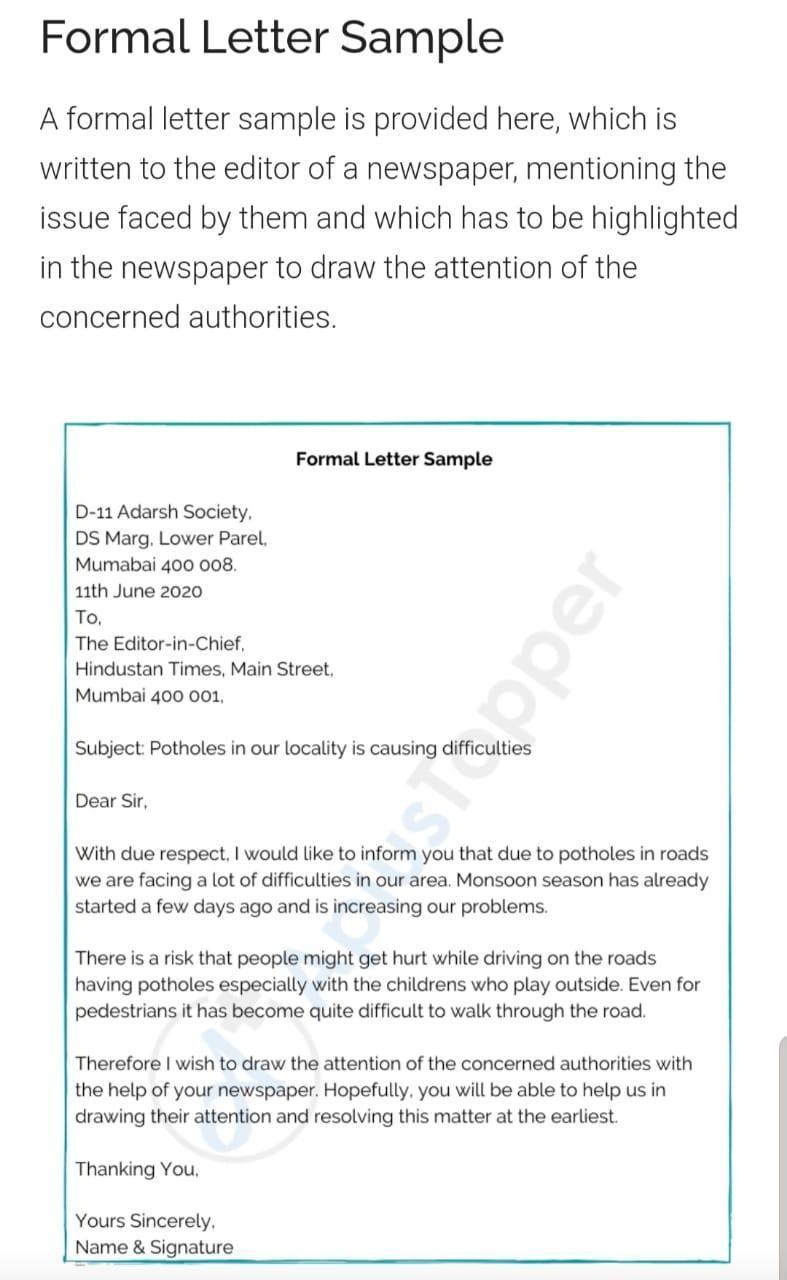 Formal Letter Sample
A formal letter sample is provided here, which is
written to the editor of a newspaper, mentioning the
issue faced by them and which has to be highlighted
in the newspaper to draw the attention of the
concerned authorities.
Formal Letter Sample
D-11 Adarsh Society,
DS Marg, Lower Parel,
Mumabai 400 008.
11th June 2020
To,
The Editor-in-Chief,
Hindustan Times, Main Street,
Mumbai 400 001,
Subject: Potholes in our locality is causing difficulties
Dear Sir,
With due respect, I would like to inform you that due to potholes in roads
we are facing a lot of difficulties in our area. Monsoon season has already
started a few days ago and is increasing our problems.
There is a risk that people might get hurt while driving on the roads
having potholes especially with the childrens who play outside. Even for
pedestrians it has become quite difficult to walk through the road.
Therefore I wish to draw the attention of the concerned authorities with
the help of your newspaper. Hopefully, you will be able to help us in
drawing their attention and resolving this matter at the earliest.
Thanking You,
Yours Sincerely,
Name & Signature
AplusTopper
A+